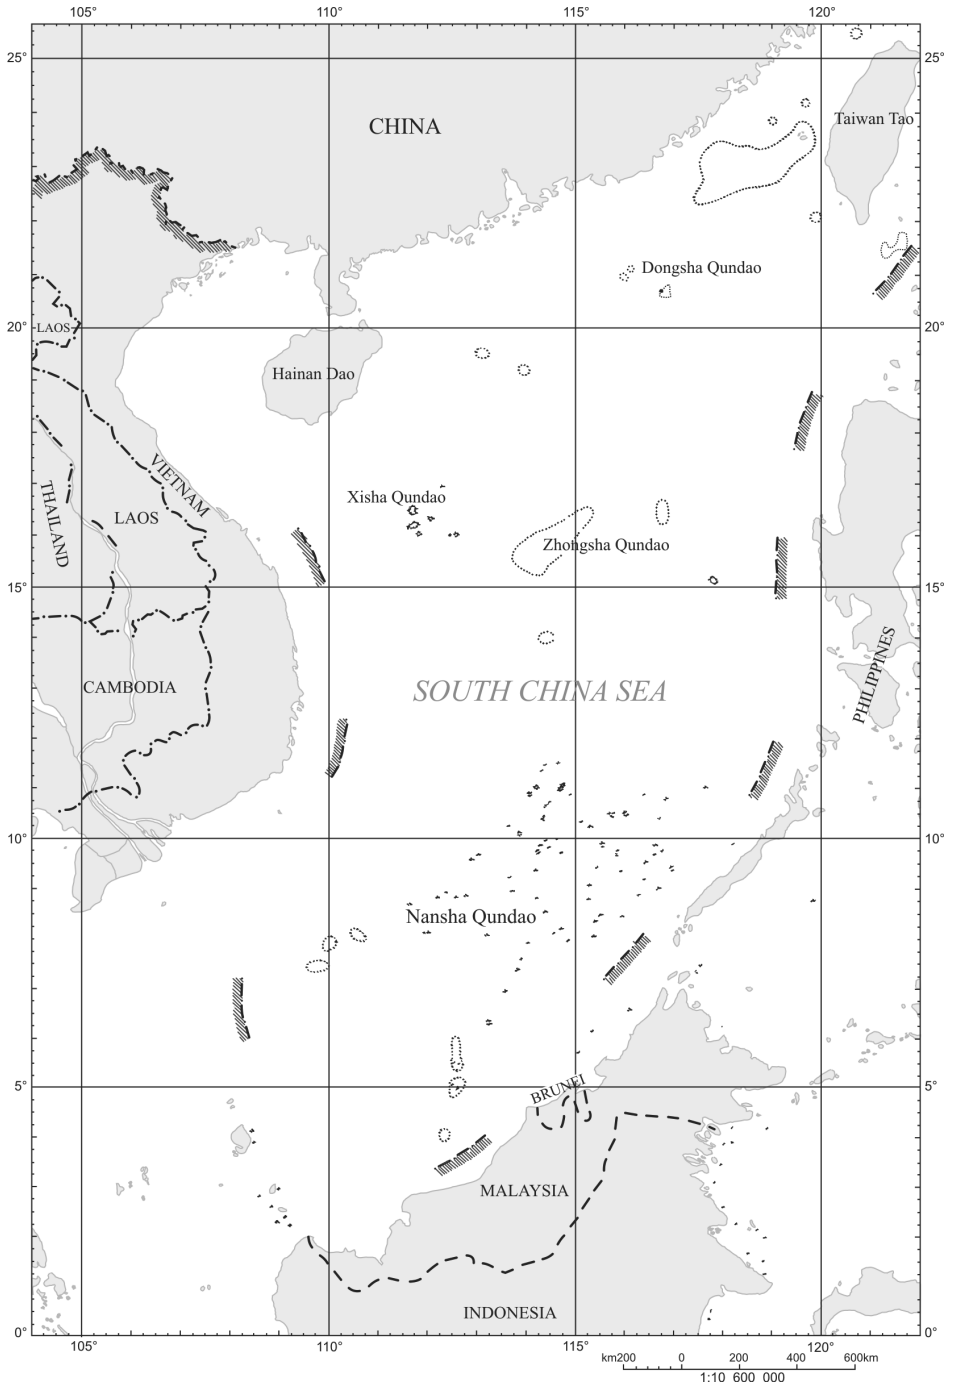 105° 110° 115° 120°
25° 25°
CHINA
Taiwan Tao
Dongsha Qundao
LAOS
20° 20°
Hainan Dao
VIETNAM
THAILAND
LAOS
Xisha Qundao
Zhongsha Qundao
15° 15°
PHILIPPINES
CAMBODIA
SOUTH CHINA SEA
10° 10°
Nansha Qundao
5° 5°
BRUNEI
MALAYSIA
INDONESIA
0° 0°
105° 110° 115° 120°
km200 0 200 400 600km
1:10 600 000